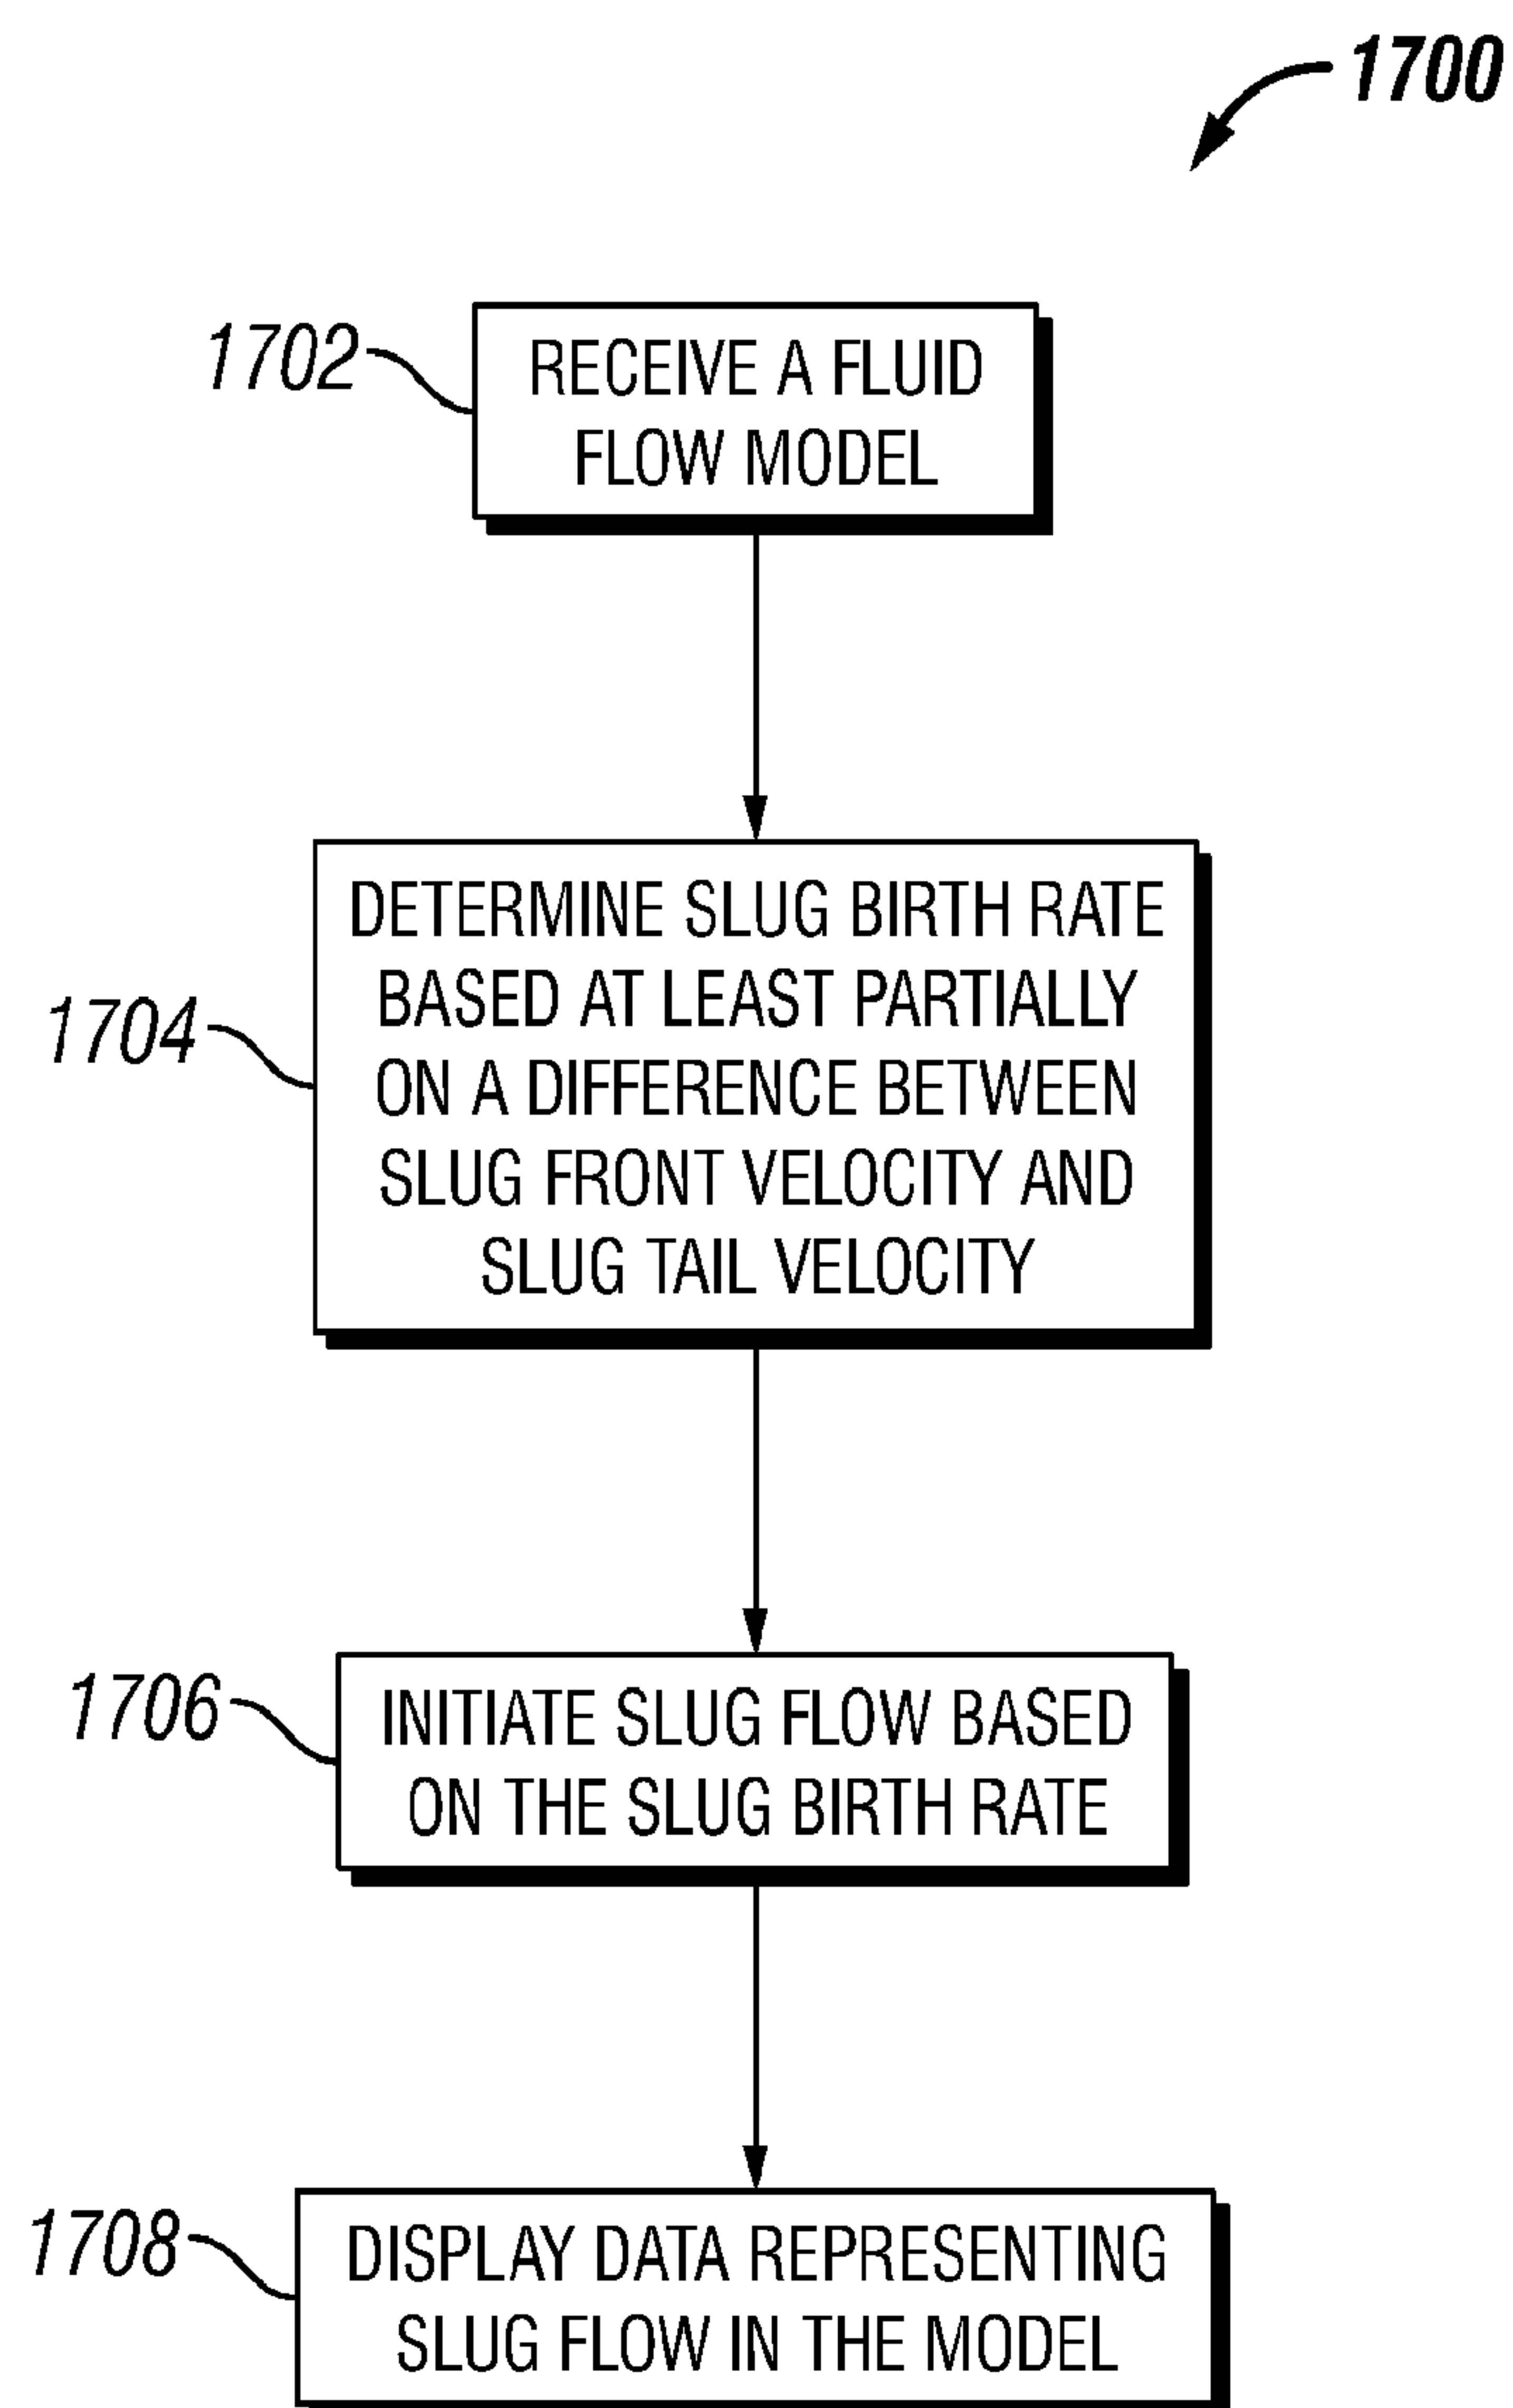 1700
1702
RECEIVE A FLUID
FLOW MODEL
1704
DETERMINE SLUG BIRTH RATE
BASED AT LEAST PARTIALLY
ON A DIFFERENCE BETWEEN
SLUG FRONT VELOCITY AND
SLUG TAIL VELOCITY
1706
INITIATE SLUG FLOW BASED
ON THE SLUG BIRTH RATE
1708
DISPLAY DATA REPRESENTING
SLUG FLOW IN THE MODEL